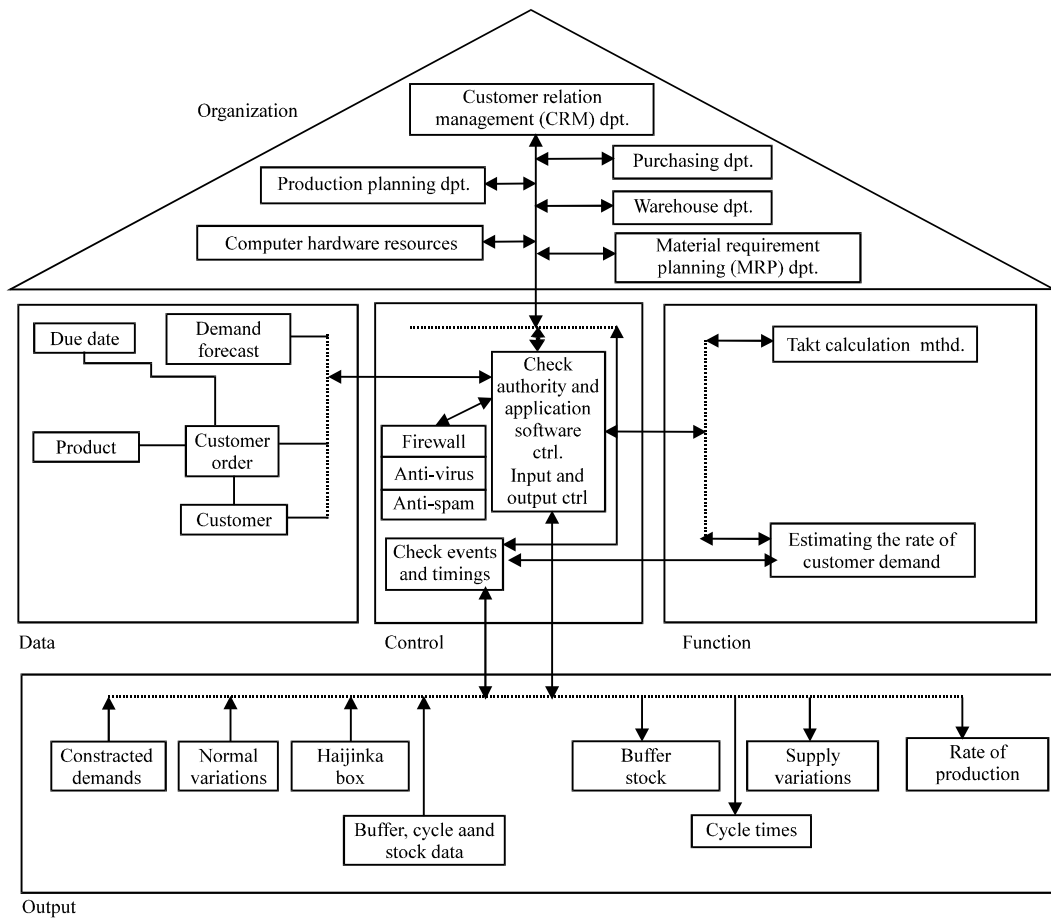 Organization
Customer relation
management (CRM) dpt.
Purchasing dpt.
Production planning dpt.
Warehouse dpt.
Computer hardware resources
Material requirement
planning (MRP) dpt.
Due date
Demand
forecast
Product
Customer
order
Customer
Data
Check
authority and
application
software
ctrl.
Input and
output ctrl
Firewall
Anti-virus
Anti-spam
Check events
and timings
Control
Takt calculation mthd.
Estimating the rate of
customer demand
Function
Constracted
demands
Normal
variations
Haijinka
box
Buffer, cycle aand
stock data
Buffer
stock
Cycle times
Supply
variations
Rate of
production
Output